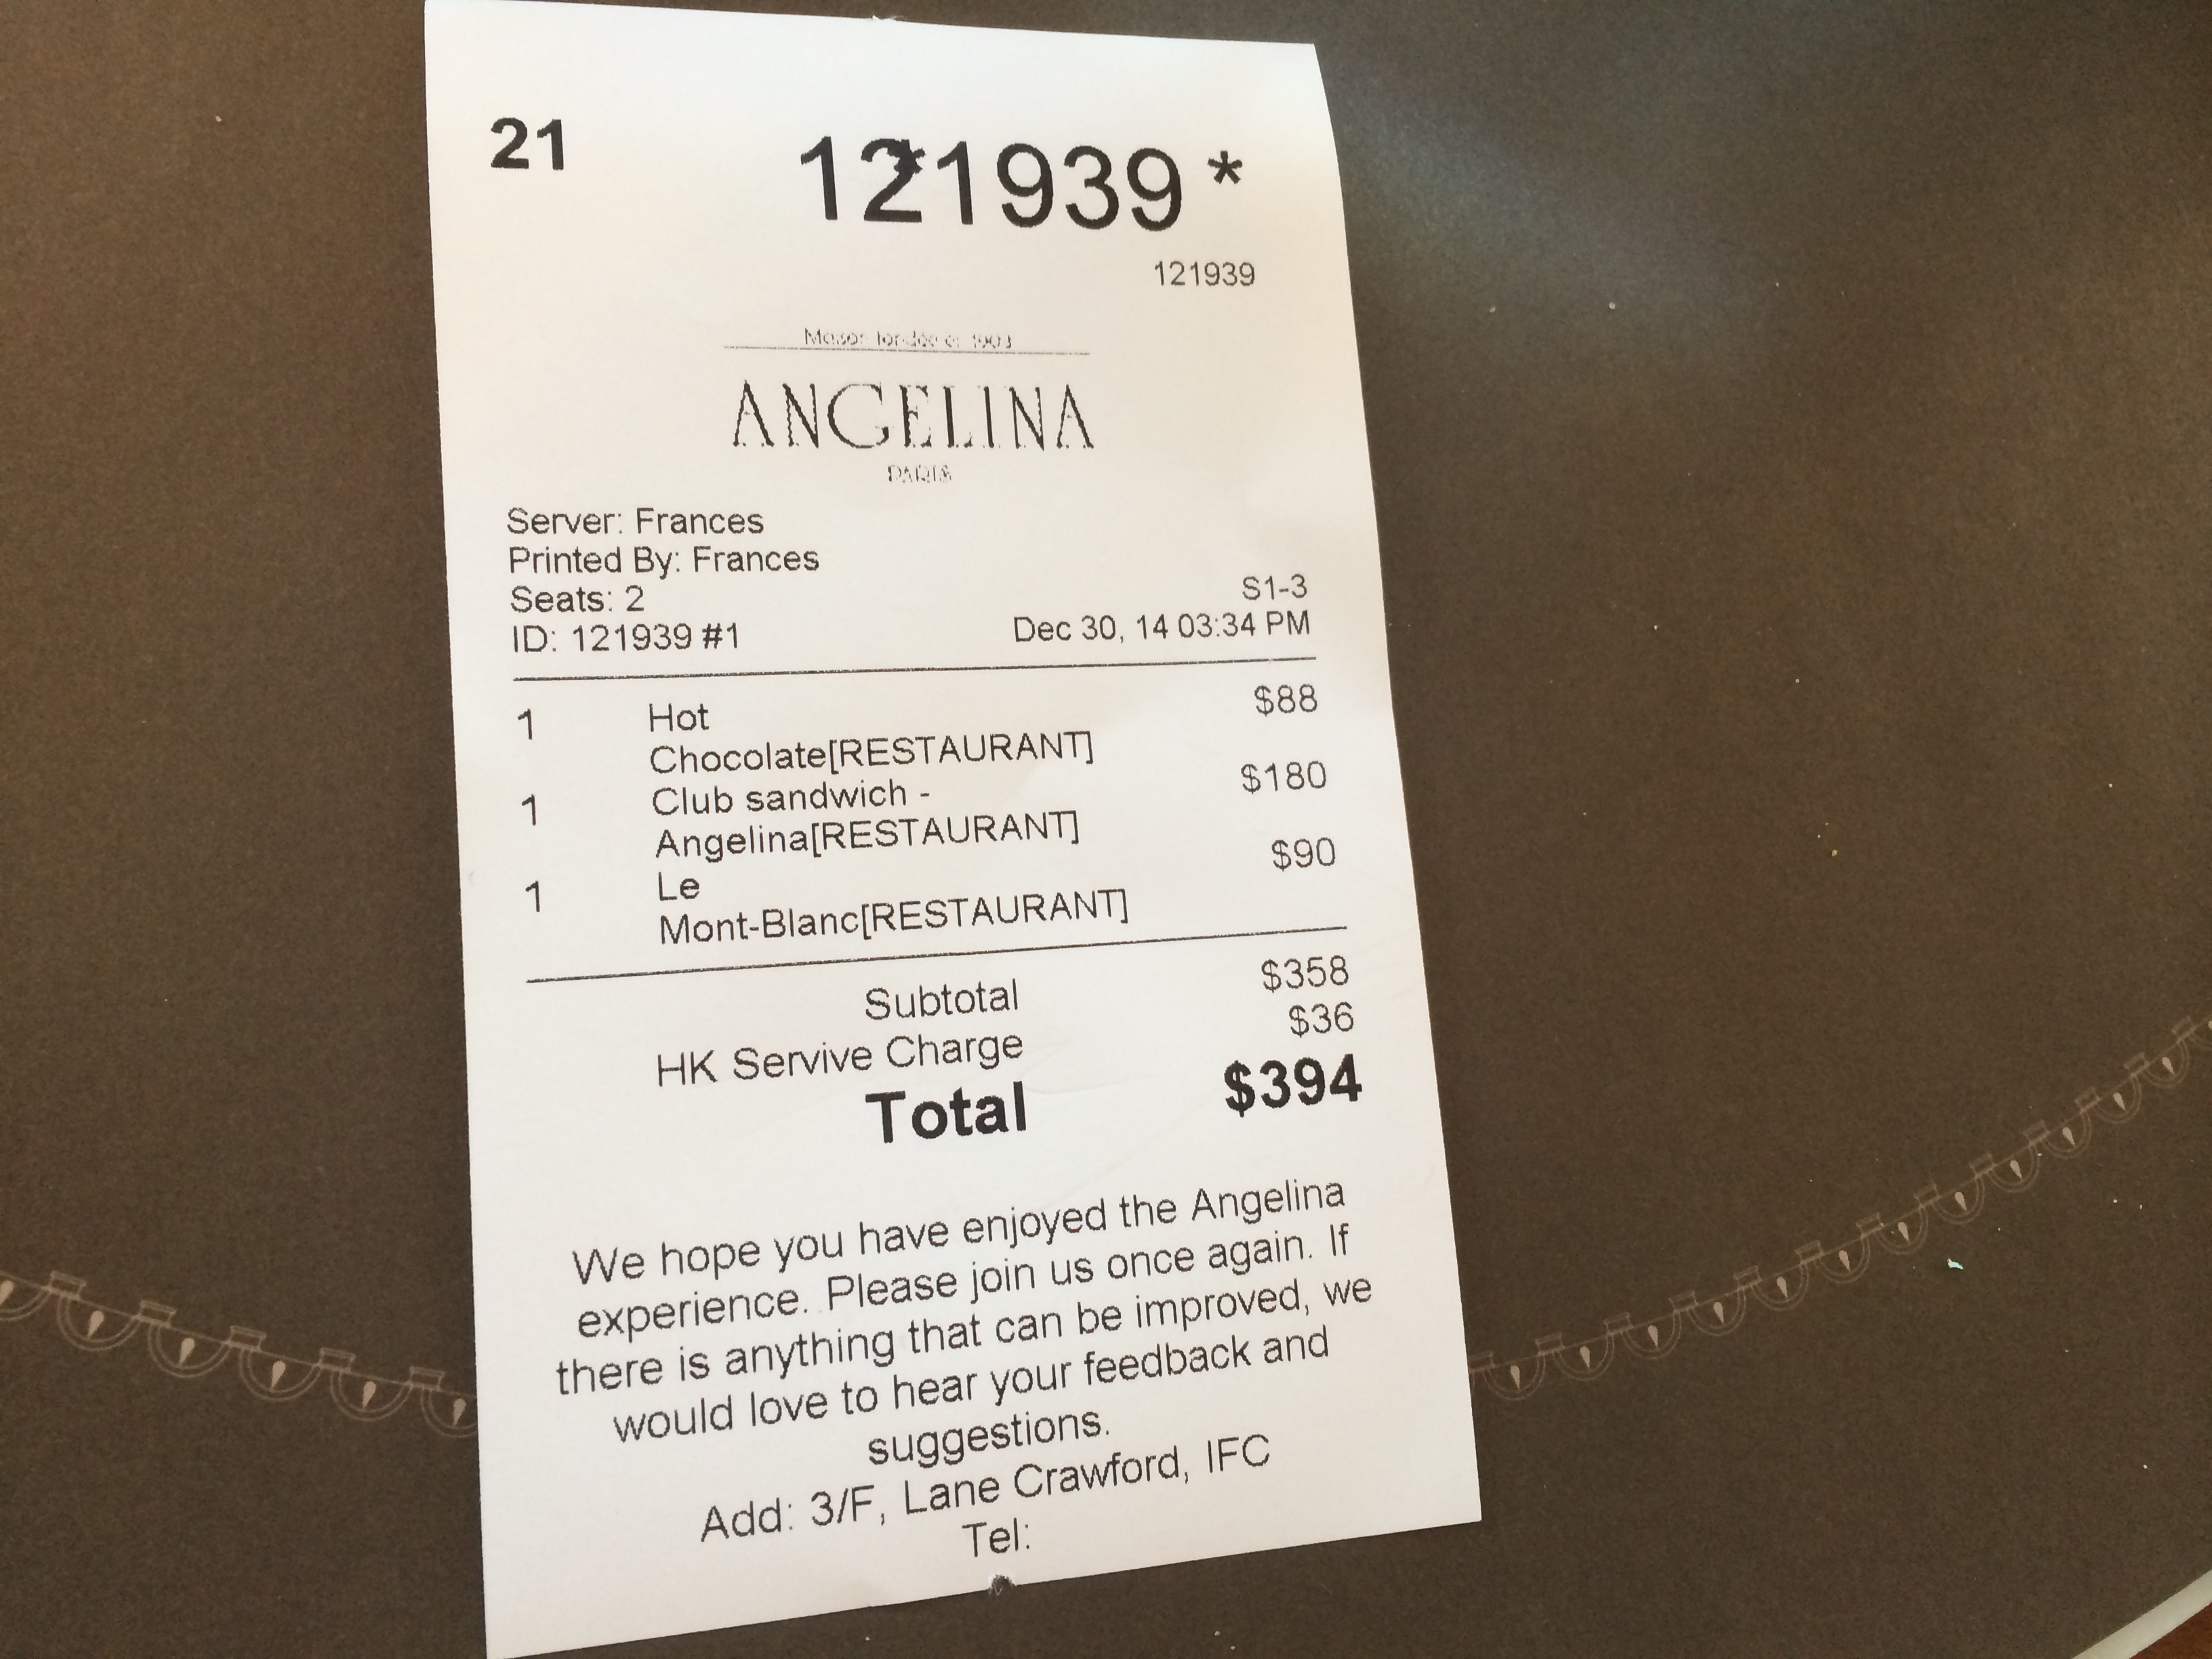 21 121939 *
121939
ANGELINA
PARIS
Server: Frances
Printed By: Frances
Seats: 2 S1-3
ID: 121939 #1 Dec 30, 14 03:34 PM
1 Hot $88
Chocolate[RESTAURANT]
1 Club sandwich - $180
Angelina[RESTAURANT]
1 Le $90
Mont-Blanc[RESTAURANT]
Subtotal $358
HK Servive Charge $36
Total $394
We hope you have enjoyed the Angelina
experience. Please join us once again. If
there is anything that can be improved, we
would love to hear your feedback and
suggestions.
Add: 3/F, Lane Crawford, IFC
Tel: